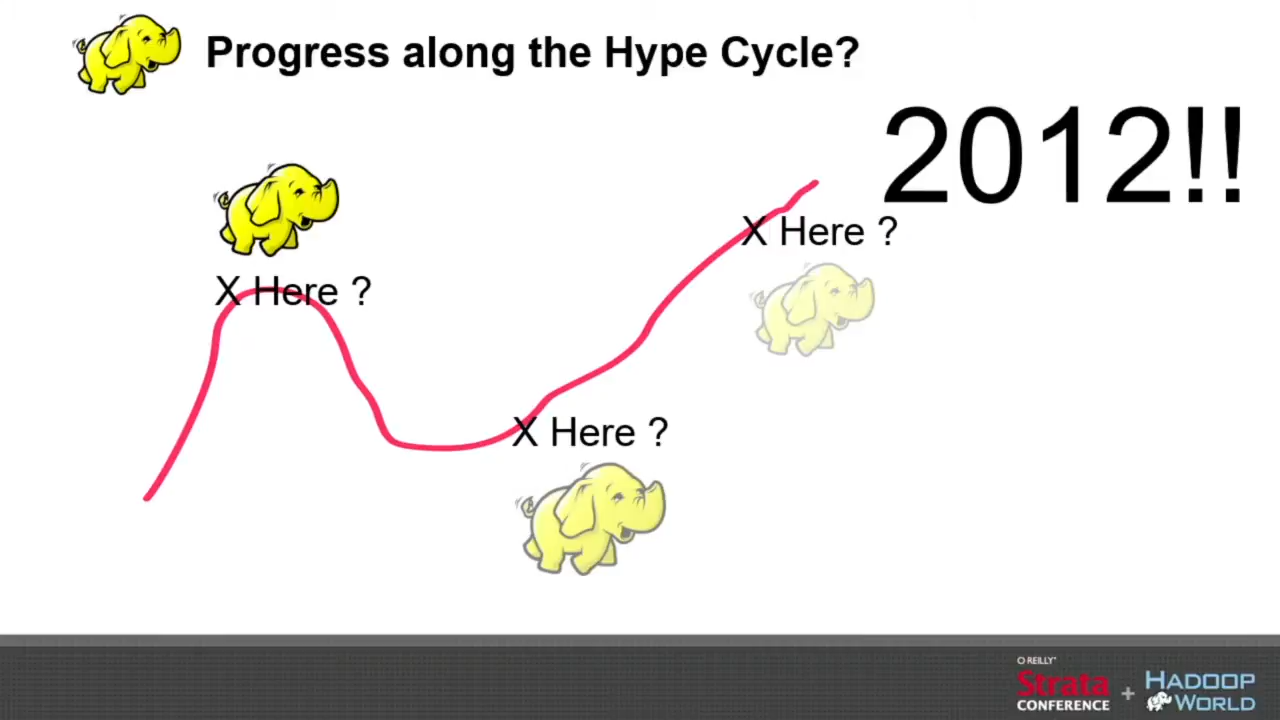 Progress along the Hype Cycle?
2012!!
X Here ?
X Here ?
X Here ?
O REILLY®
Strata
CONFERENCE
+
HADOOP
WORLD